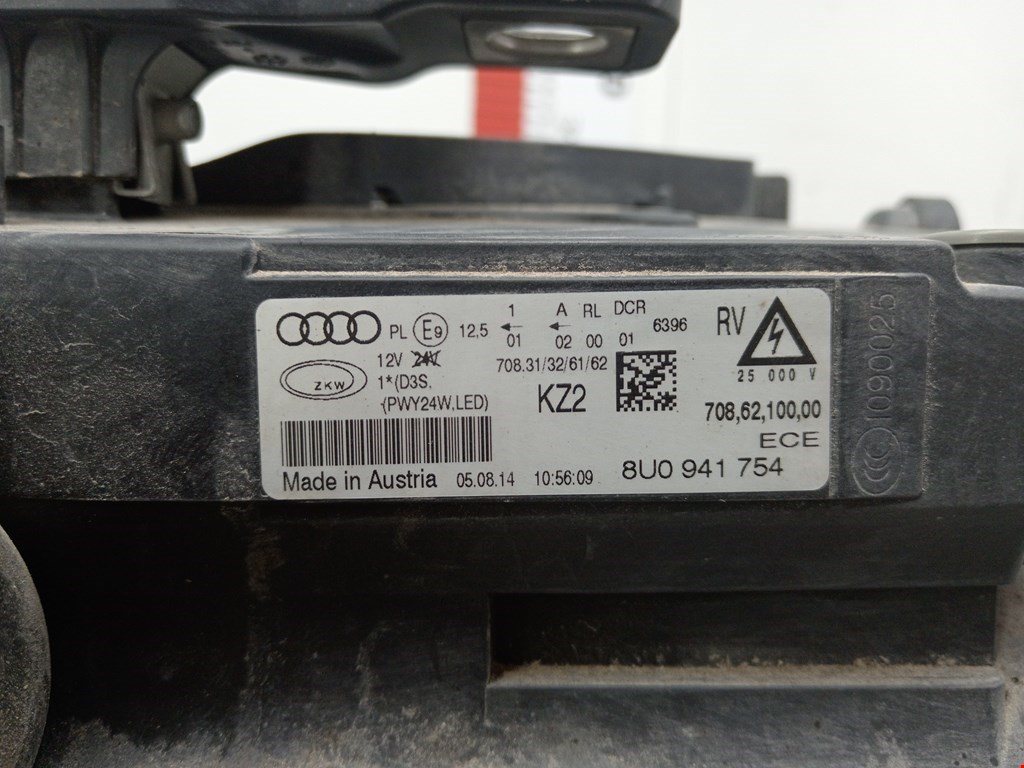 1 A RL DCR
PL E9 12,5 01 02 00 01 6396 RV
12V 24V 708.31/32/61/62
ZKW 1*(D3S,
(PWY24W,LED) KZ2
25 000 V
708,62,100,00
ECE
Made in Austria 05.08.14 10:56:09 8U0 941 754
CCC 1090025